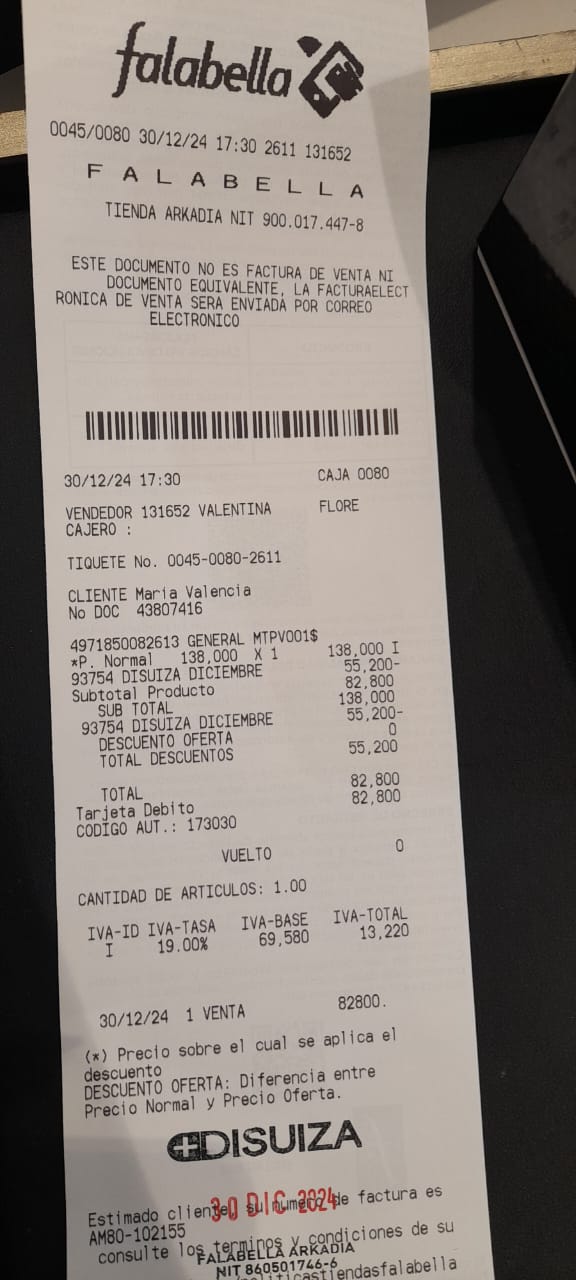 falabella
0045/0080 30/12/24 17:30 2611 131652
F A L A B E L L A
TIENDA ARKADIA NIT 900.017.447-8
ESTE DOCUMENTO NO ES FACTURA DE VENTA NI
DOCUMENTO EQUIVALENTE, LA FACTURAELECT
RONICA DE VENTA SERA ENVIADA POR CORREO
ELECTRONICO
30/12/24 17:30 CAJA 0080
VENDEDOR 131652 VALENTINA FLORE
CAJERO :
TIQUETE No. 0045-0080-2611
CLIENTE Maria Valencia
No DOC 43807416
4971850082613 GENERAL MTPV001$
*P. Normal 138,000 X 1 138,000 I
93754 DISUIZA DICIEMBRE 55,200-
Subtotal Producto 82,800
SUB TOTAL 138,000
93754 DISUIZA DICIEMBRE 55,200-
DESCUENTO OFERTA 0
TOTAL DESCUENTOS 55,200
TOTAL 82,800
Tarjeta Debito 82,800
CODIGO AUT.: 173030
VUELTO 0
CANTIDAD DE ARTICULOS: 1.00
IVA-ID IVA-TASA IVA-BASE IVA-TOTAL
I 19.00% 69,580 13,220
30/12/24 1 VENTA 82800.
(*) Precio sobre el cual se aplica el
descuento
DESCUENTO OFERTA: Diferencia entre
Precio Normal y Precio Oferta.
DISUIZA
Estimado cliente, su numero de factura es
30 DIC 2024
AM80-102155
consulte los terminos y condiciones de su
FALABELLA ARKADIA
NIT 860501746-6
politicastiendasfalabella